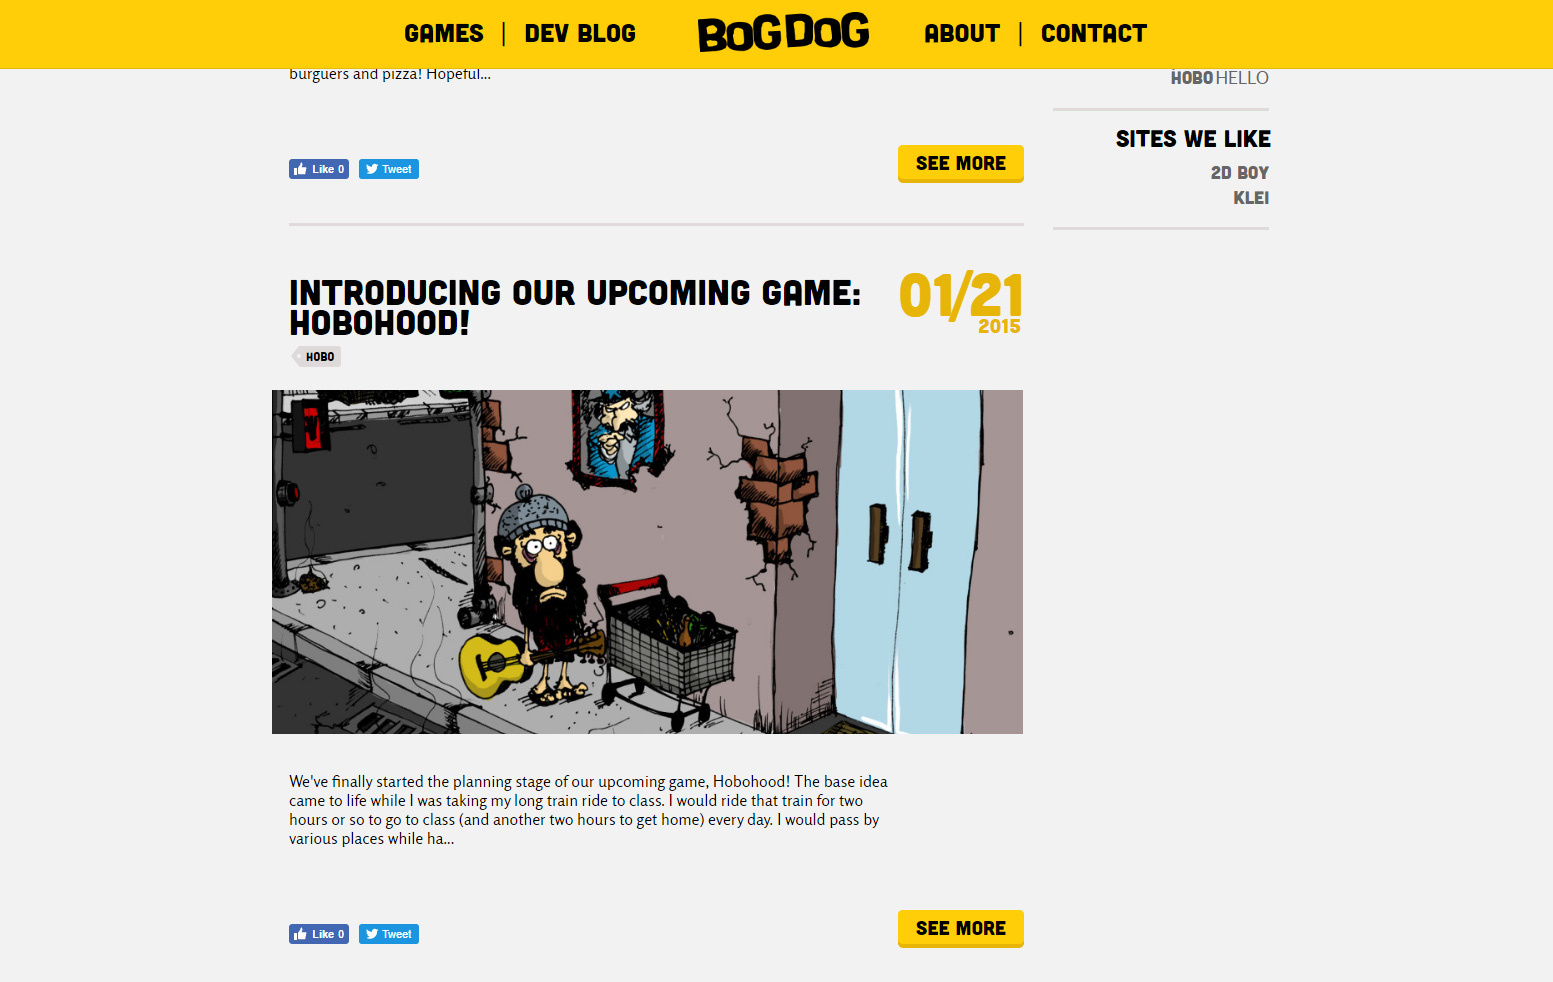 GAMES | DEV BLOG BOGDOG ABOUT | CONTACT
burguers and pizza! Hopeful...
HOBO HELLO
SITES WE LIKE
2D BOY
KLEI
Like 0 Tweet
SEE MORE
INTRODUCING OUR UPCOMING GAME:
HOBOHOOD!
01/21
2015
HOBO
We've finally started the planning stage of our upcoming game, Hobohood! The base idea
came to life while I was taking my long train ride to class. I would ride that train for two
hours or so to go to class (and another two hours to get home) every day. I would pass by
various places while ha...
Like 0 Tweet
SEE MORE